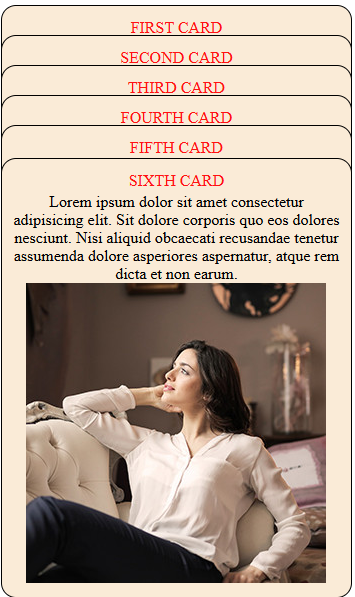 FIRST CARD
SECOND CARD
THIRD CARD
FOURTH CARD
FIFTH CARD
SIXTH CARD
Lorem ipsum dolor sit amet consectetur
adipisicing elit. Sit dolore corporis quo eos dolores
nesciunt. Nisi aliquid obcaecati recusandae tenetur
assumenda dolore asperiores aspernatur, atque rem
dicta et non earum.